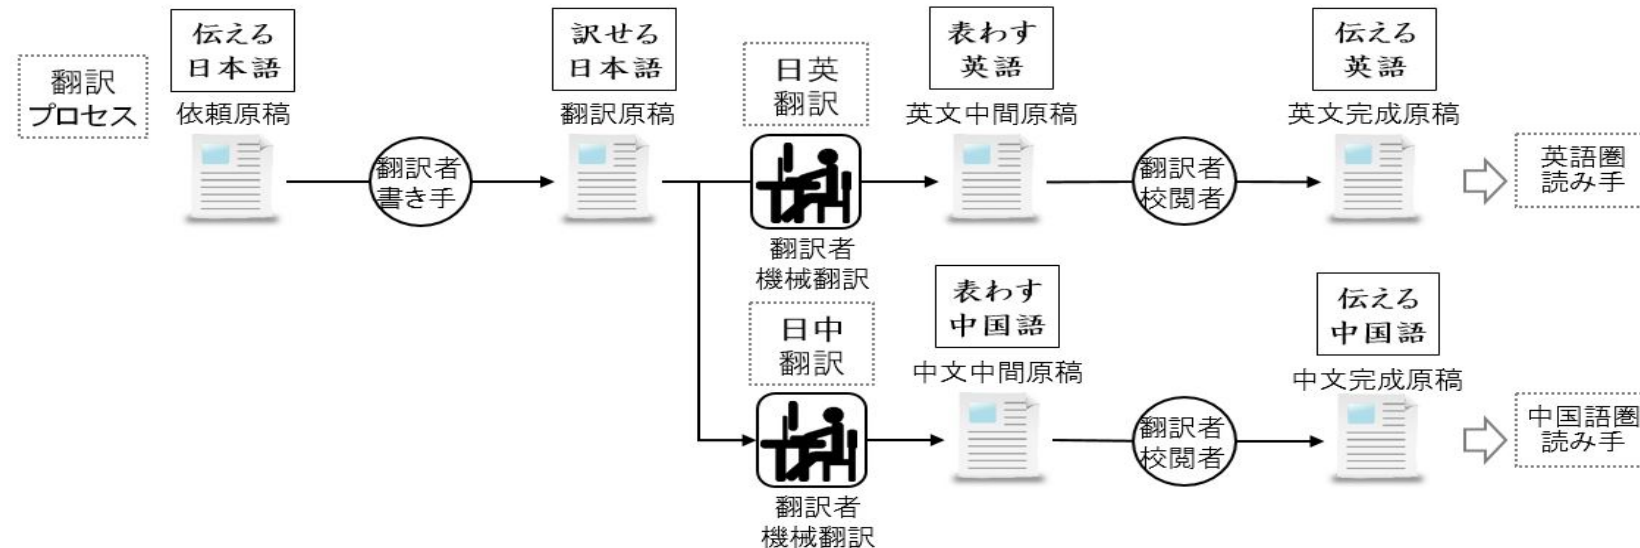 翻訳
プロセス
伝える
日本語
依頼原稿
翻訳者
書き手
訳せる
日本語
翻訳原稿
日英
翻訳
翻訳者
機械翻訳
表わす
英語
英文中間原稿
翻訳者
校閲者
伝える
英語
英文完成原稿
英語圏
読み手
日中
翻訳
翻訳者
機械翻訳
表わす
中国語
中文中間原稿
翻訳者
校閲者
伝える
中国語
中文完成原稿
中国語圏
読み手